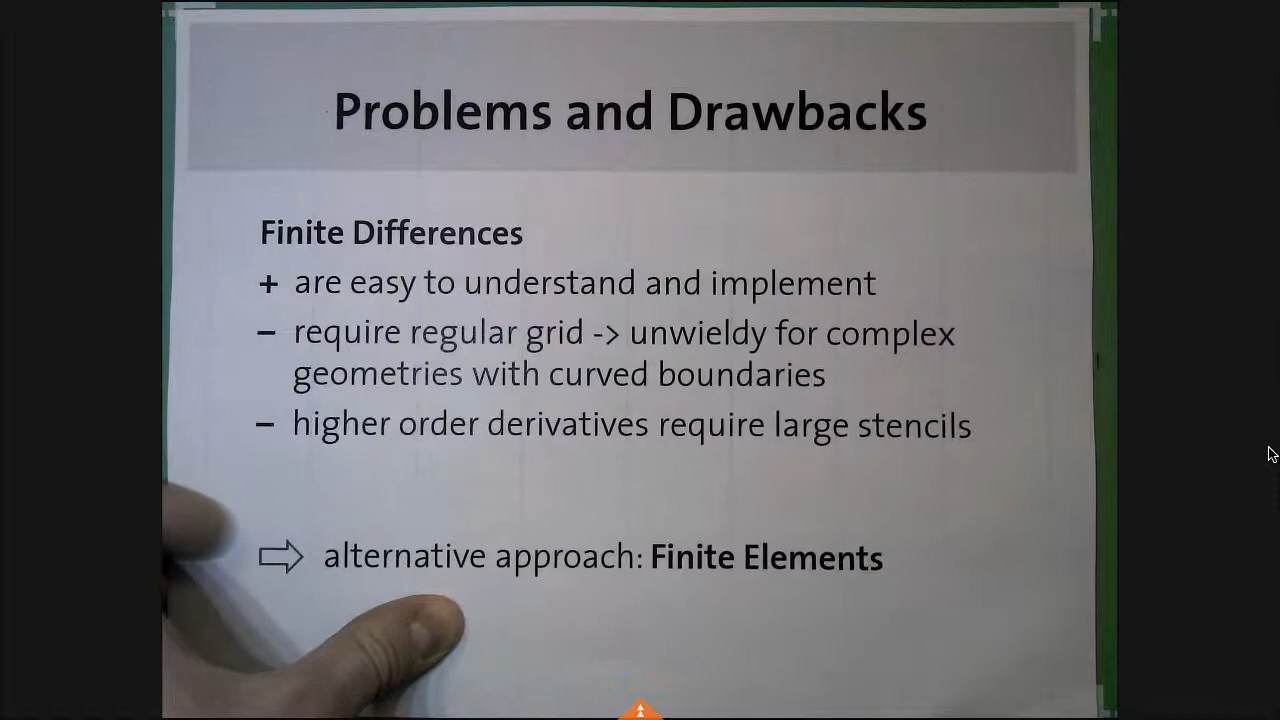 Problems and Drawbacks
Finite Differences
+ are easy to understand and implement
– require regular grid -> unwieldy for complex
geometries with curved boundaries
– higher order derivatives require large stencils
⇨ alternative approach: Finite Elements